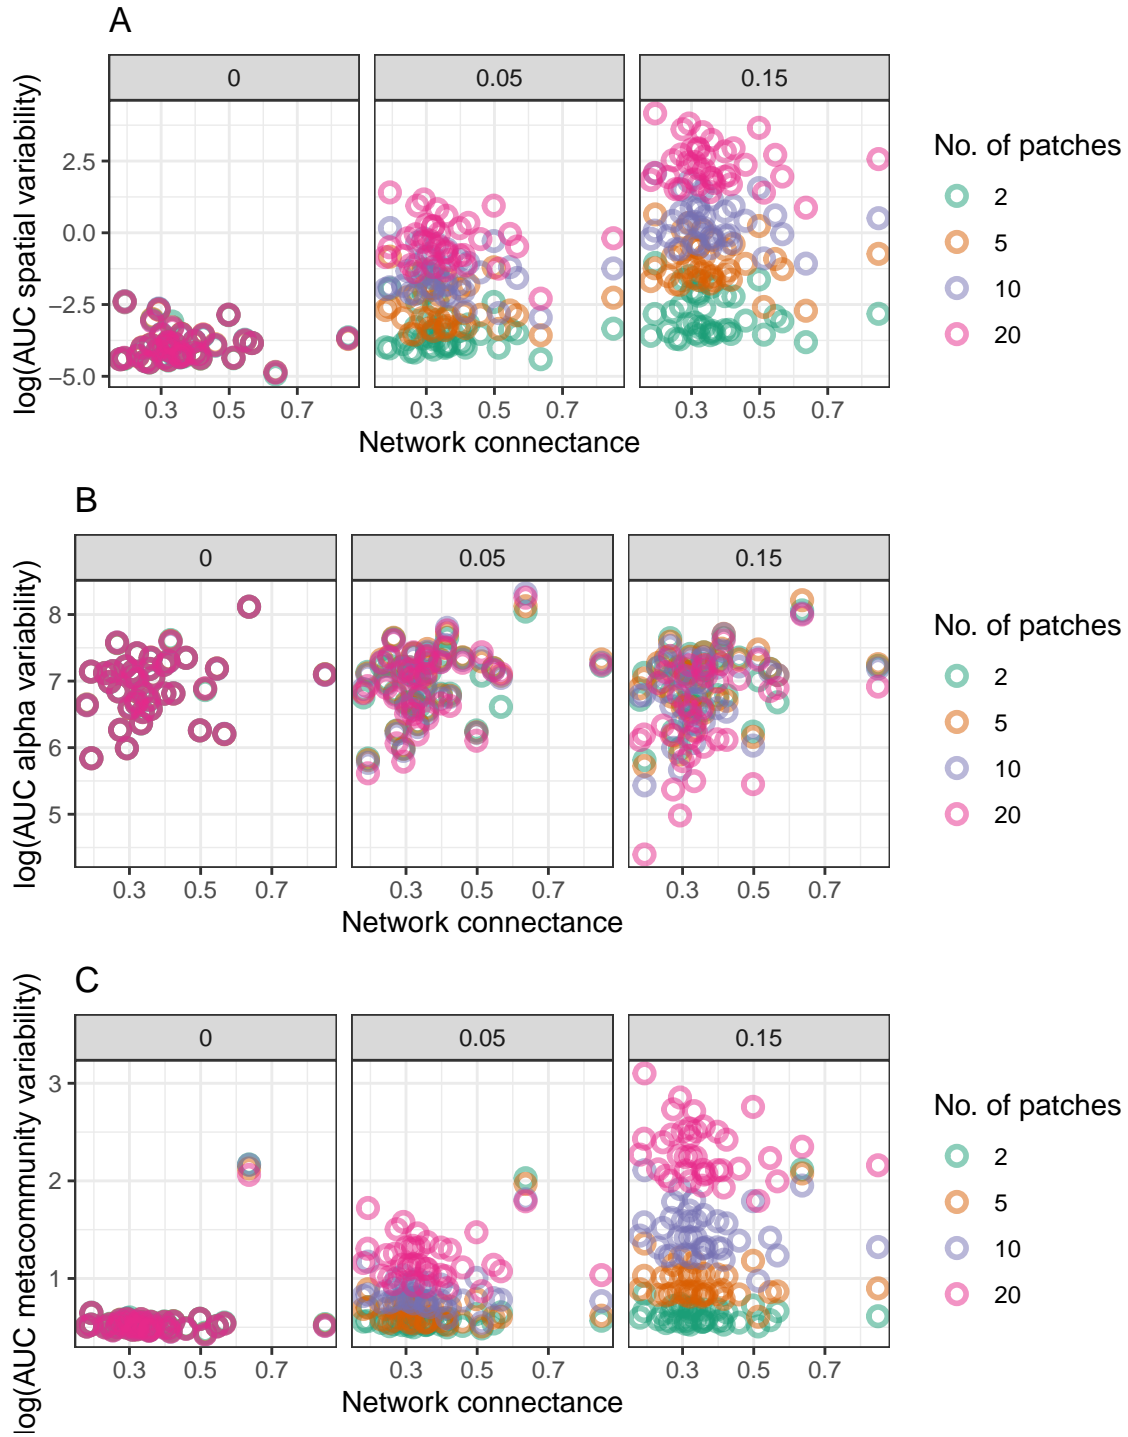 A
0 0.05 0.15
log(AUC spatial variability)
2.5
0.0
−2.5
−5.0
0.3 0.5 0.7 0.3 0.5 0.7 0.3 0.5 0.7
Network connectance
No. of patches
2
5
10
20
B
0 0.05 0.15
log(AUC alpha variability)
8
7
6
5
0.3 0.5 0.7 0.3 0.5 0.7 0.3 0.5 0.7
Network connectance
No. of patches
2
5
10
20
C
0 0.05 0.15
log(AUC metacommunity variability)
3
2
1
0.3 0.5 0.7 0.3 0.5 0.7 0.3 0.5 0.7
Network connectance
No. of patches
2
5
10
20